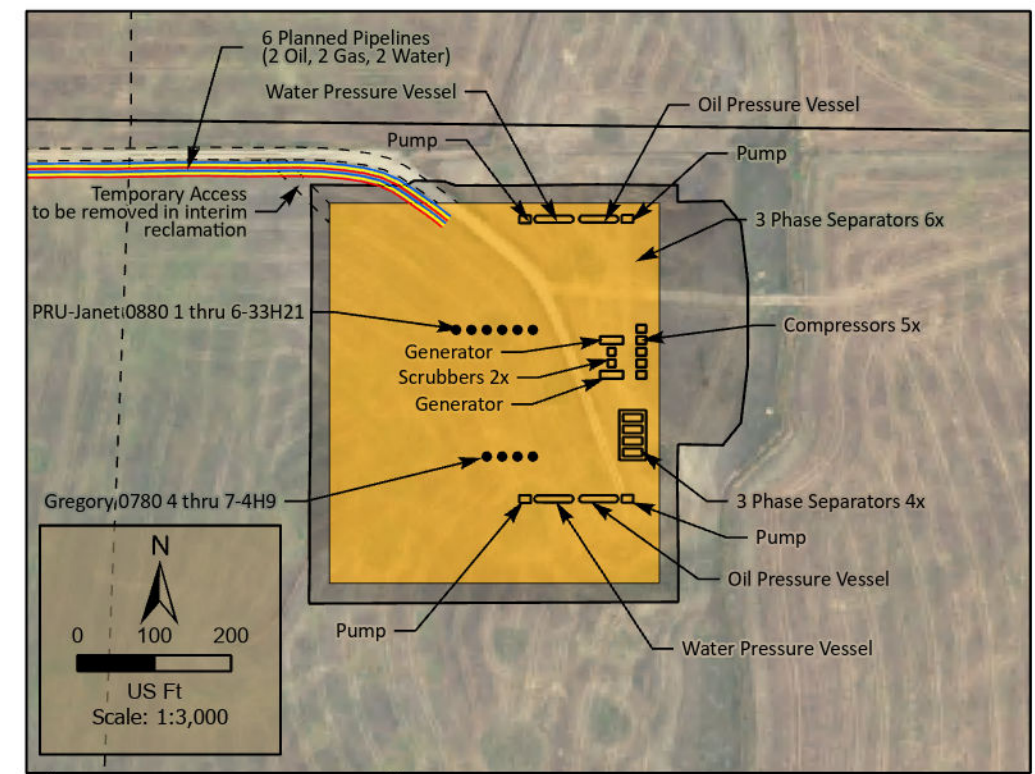 6 Planned Pipelines
(2 Oil, 2 Gas, 2 Water)
Water Pressure Vessel
Oil Pressure Vessel
Pump
Pump
Temporary Access
to be removed in interim
reclamation
3 Phase Separators 6x
PRU-Janet 0880 1 thru 6-33H21
Compressors 5x
Generator
Scrubbers 2x
Generator
Gregory 0780 4 thru 7-4H9
3 Phase Separators 4x
Pump
Oil Pressure Vessel
Pump
Water Pressure Vessel
N
0 100 200
US Ft
Scale: 1:3,000